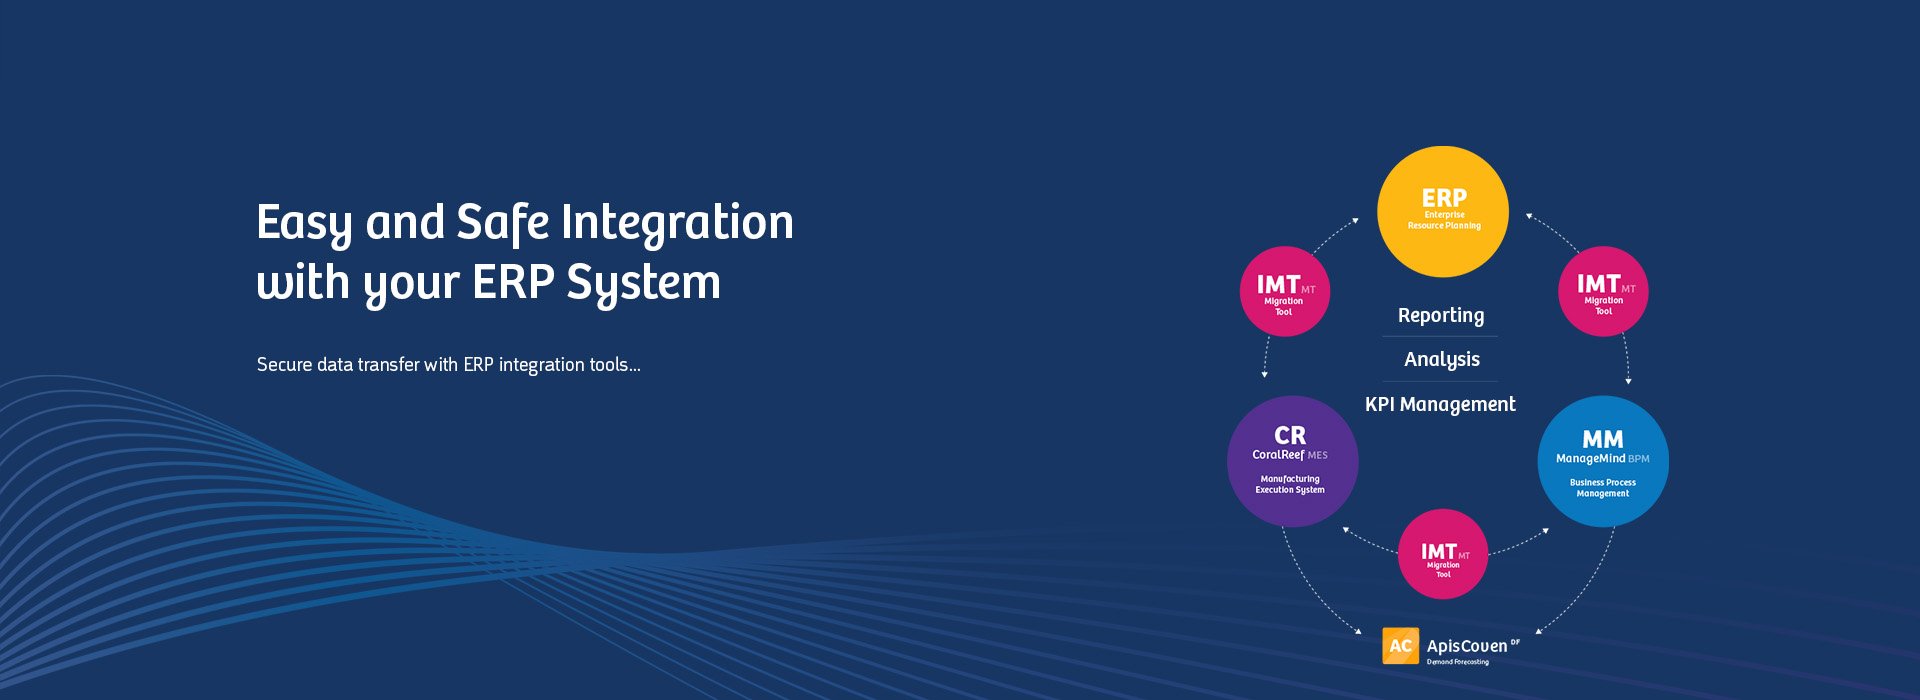 Easy and Safe Integration
with your ERP System
Secure data transfer with ERP integration tools...
ERP
Enterprise
Resource Planning
IMT MT
Migration
Tool
IMT MT
Migration
Tool
Reporting
Analysis
KPI Management
CR
CoralReef MES
Manufacturing
Execution System
MM
ManageMind BPM
Business Process
Management
IMT MT
Migration
Tool
AC
ApisCoven DF
Demand Forecasting